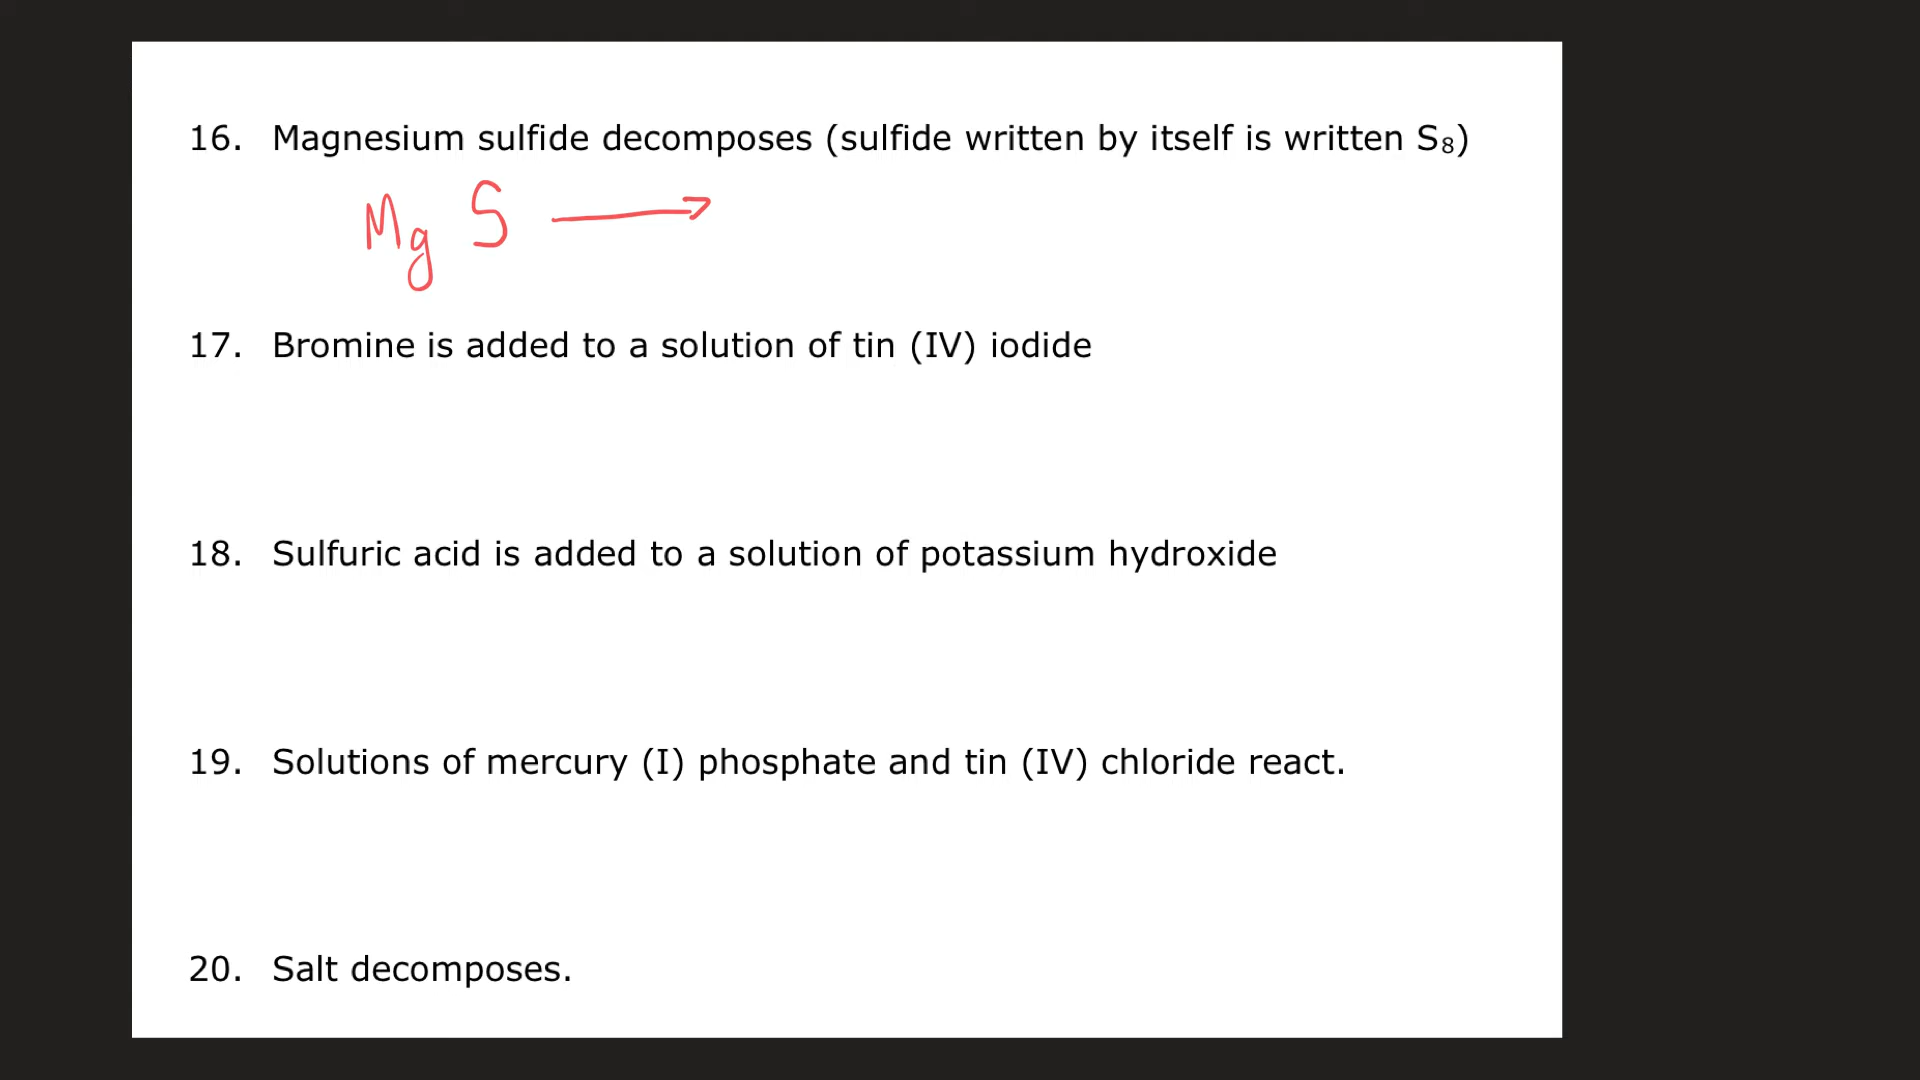 16. Magnesium sulfide decomposes (sulfide written by itself is written S₈)
Mg S ⟶
17. Bromine is added to a solution of tin (IV) iodide
18. Sulfuric acid is added to a solution of potassium hydroxide
19. Solutions of mercury (I) phosphate and tin (IV) chloride react.
20. Salt decomposes.